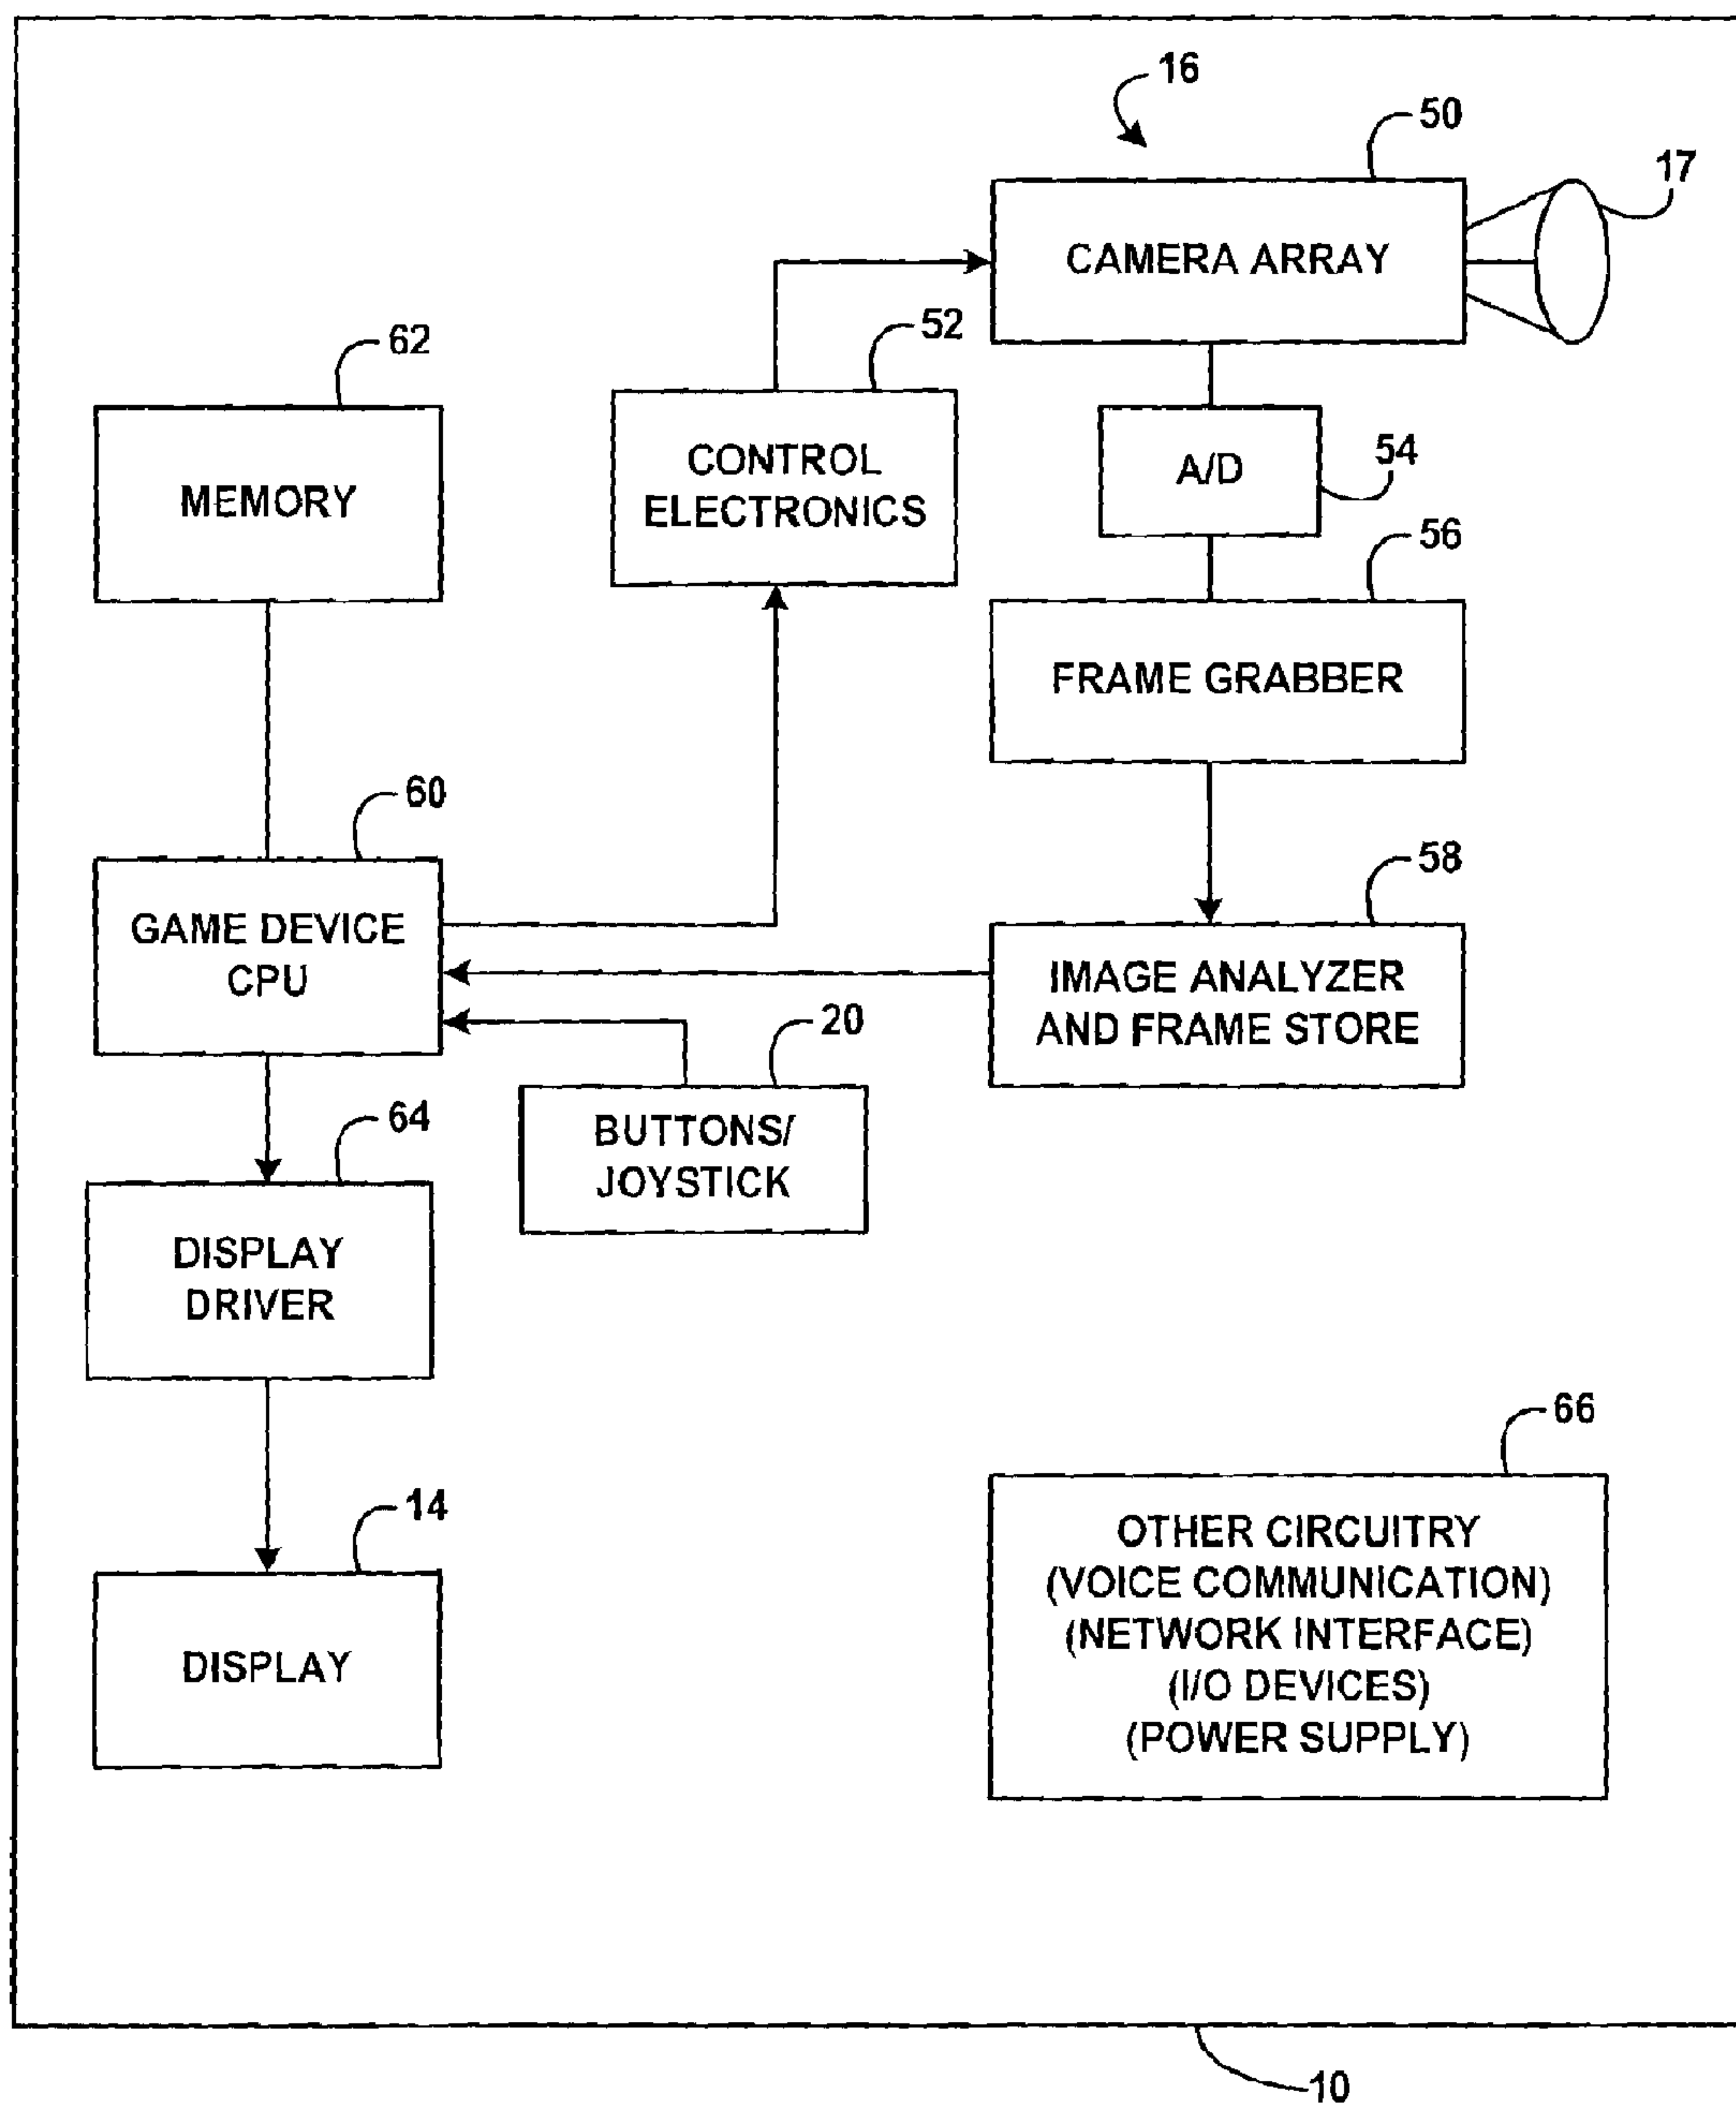 16
50
17
CAMERA ARRAY
62
52
MEMORY
CONTROL
ELECTRONICS
A/D
54
56
FRAME GRABBER
60
58
GAME DEVICE
CPU
IMAGE ANALYZER
AND FRAME STORE
20
64
BUTTONS/
JOYSTICK
DISPLAY
DRIVER
66
14
OTHER CIRCUITRY
(VOICE COMMUNICATION)
(NETWORK INTERFACE)
(I/O DEVICES)
(POWER SUPPLY)
DISPLAY
10